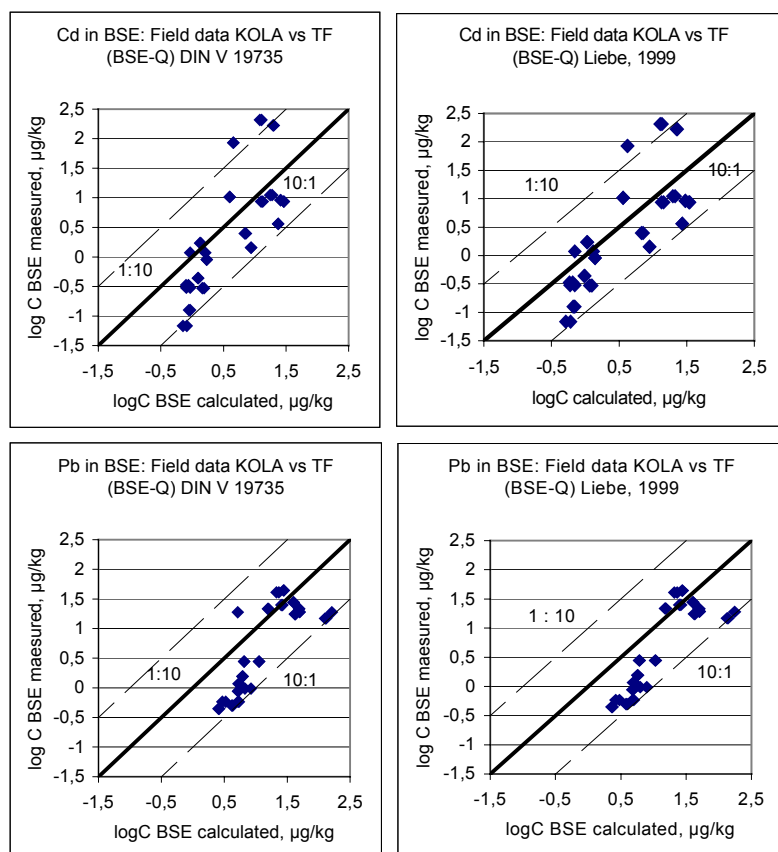 Cd in BSE: Field data KOLA vs TF
(BSE-Q) DIN V 19735
2,5
2
1,5
1
0,5
0
-0,5
-1
-1,5
log C BSE maesured, µg/kg
10:1
1:10
-1,5 -0,5 0,5 1,5 2,5
logC BSE calculated, µg/kg
Cd in BSE: Field data KOLA vs TF
(BSE-Q) Liebe, 1999
2,5
2
1,5
1
0,5
0
-0,5
-1
-1,5
log C BSE maesured, µg/kg
1:10
10:1
-1,5 -0,5 0,5 1,5 2,5
logC calculated, µg/kg
Pb in BSE: Field data KOLA vs TF
(BSE-Q) DIN V 19735
2,5
2
1,5
1
0,5
0
-0,5
-1
-1,5
log C BSE maesured, µg/kg
1:10
10:1
-1,5 -0,5 0,5 1,5 2,5
logC BSE calculated, µg/kg
Pb in BSE: Field data KOLA vs TF
(BSE-Q) Liebe, 1999
2,5
2
1,5
1
0,5
0
-0,5
-1
-1,5
log C BSE maesured, µg/kg
1 : 10
10:1
-1,5 -0,5 0,5 1,5 2,5
logC BSE calculated, µg/kg